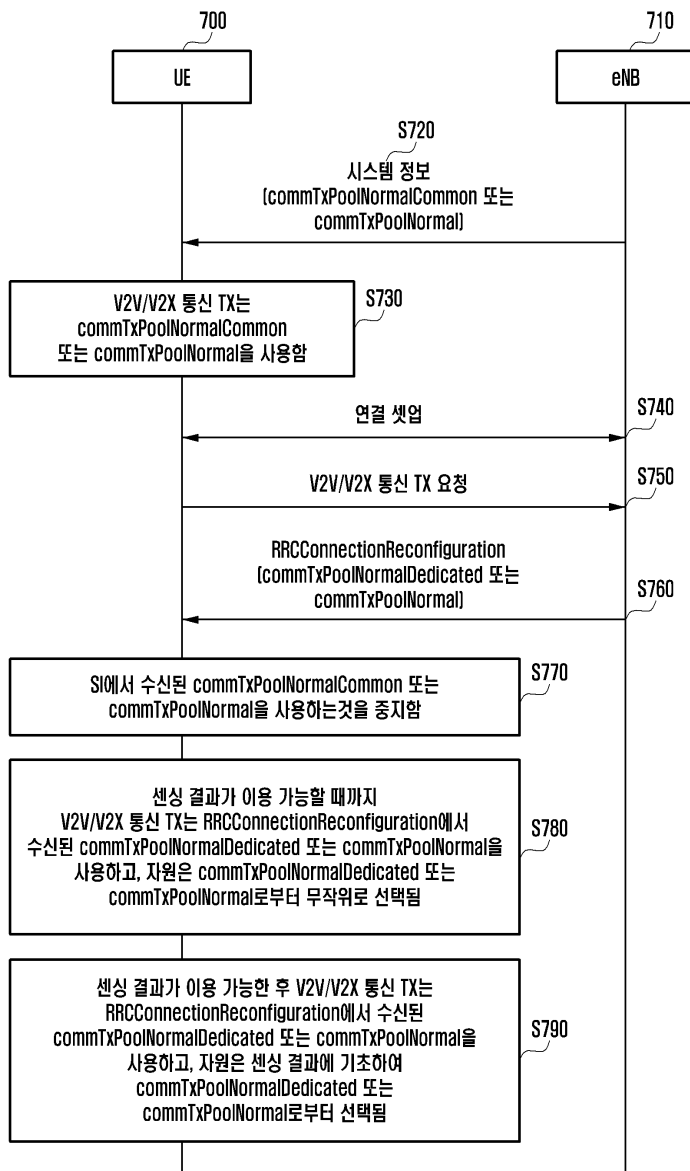 700
710
UE
eNB
S720
시스템 정보
(commTxPoolNormalCommon 또는
commTxPoolNormal)
V2V/V2X 통신 TX는
commTxPoolNormalCommon
또는 commTxPoolNormal을 사용함
S730
연결 셋업
S740
V2V/V2X 통신 TX 요청
S750
RRCConnectionReconfiguration
(commTxPoolNormalDedicated 또는
commTxPoolNormal)
S760
SI에서 수신된 commTxPoolNormalCommon 또는
commTxPoolNormal을 사용하는것을 중지함
S770
센싱 결과가 이용 가능할 때까지
V2V/V2X 통신 TX는 RRCConnectionReconfiguration에서
수신된 commTxPoolNormalDedicated 또는 commTxPoolNormal을
사용하고, 자원은 commTxPoolNormalDedicated 또는
commTxPoolNormal로부터 무작위로 선택됨
S780
센싱 결과가 이용 가능한 후 V2V/V2X 통신 TX는
RRCConnectionReconfiguration에서 수신된
commTxPoolNormalDedicated 또는 commTxPoolNormal을
사용하고, 자원은 센싱 결과에 기초하여
commTxPoolNormalDedicated 또는
commTxPoolNormal로부터 선택됨
S790